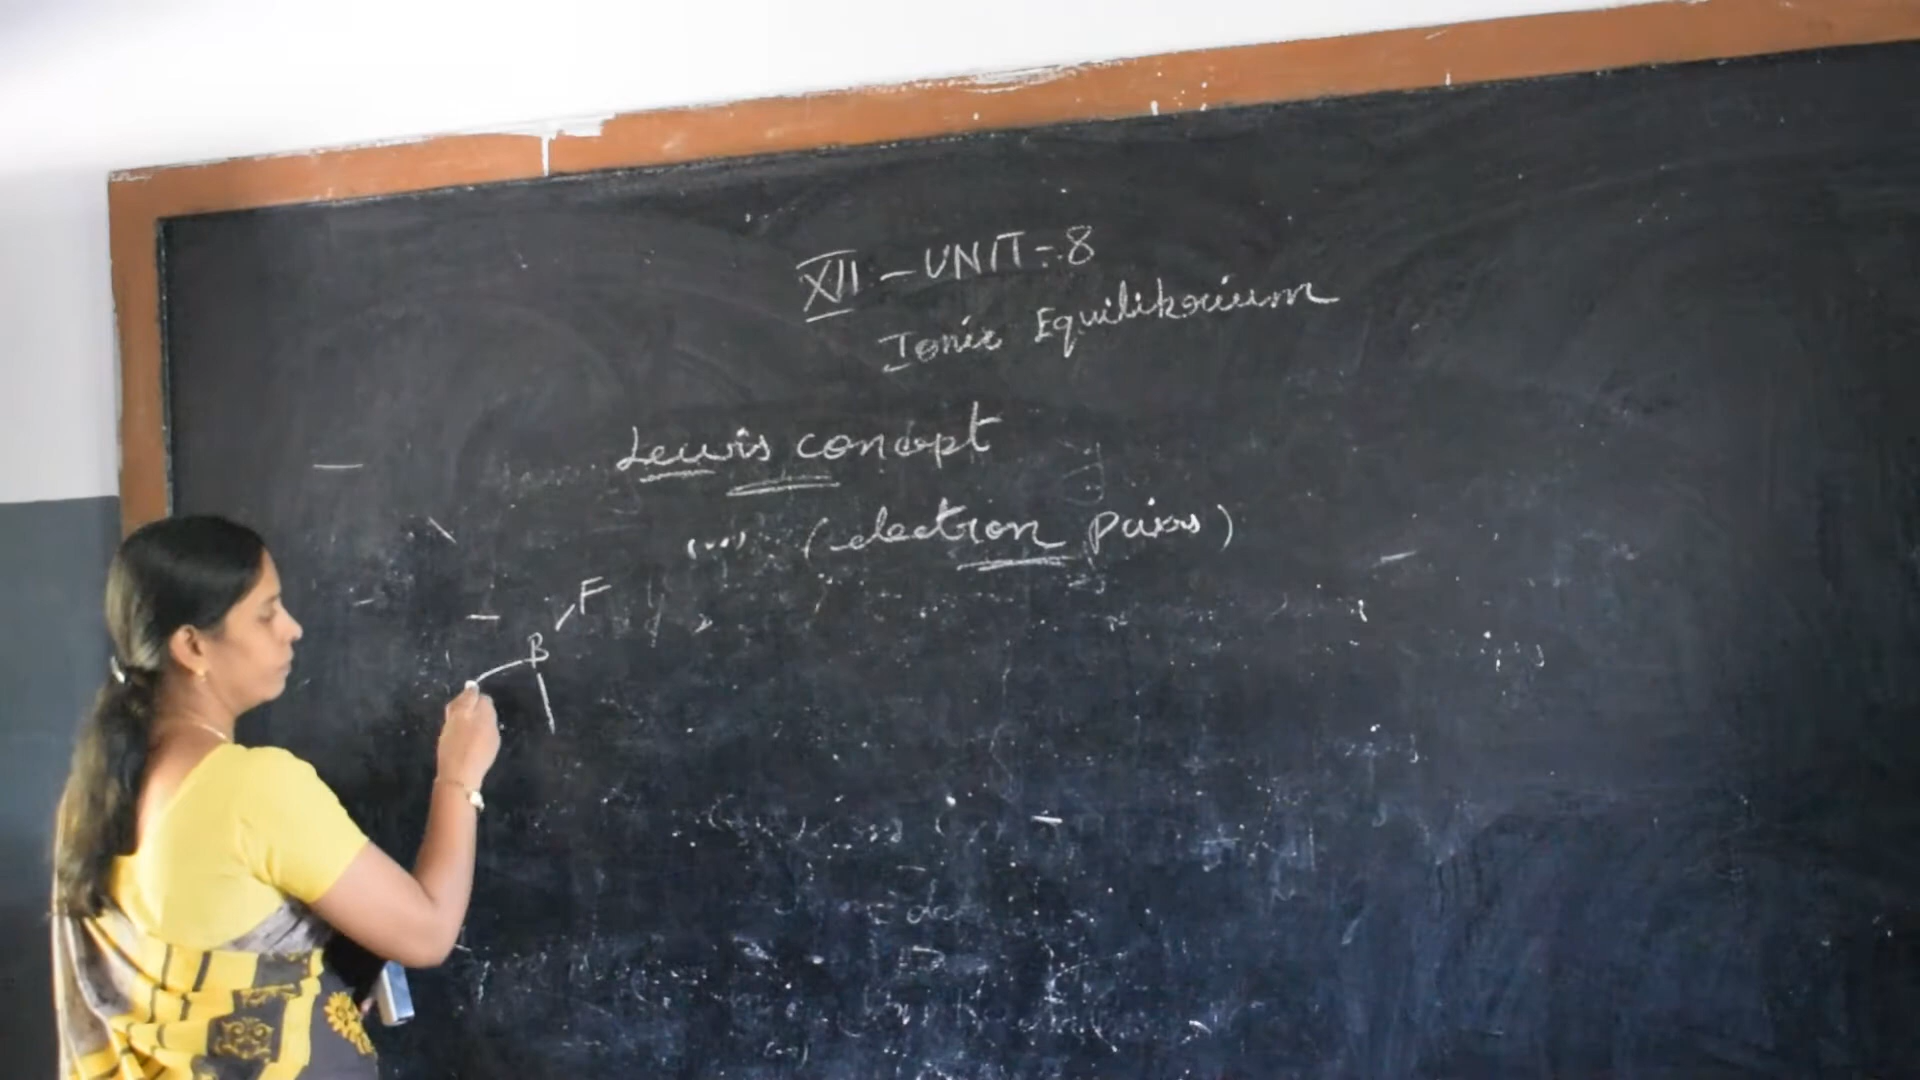 XII - UNIT - 8
Ionic Equilibrium
Lewis concept
(electron pairs)
F
B